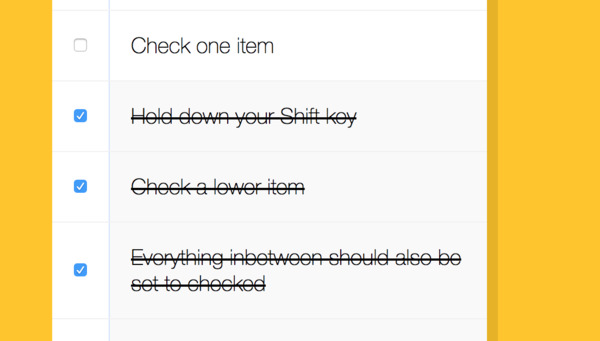 Check one item
Hold down your Shift key
Check a lower item
Everything inbetween should also be
set to checked